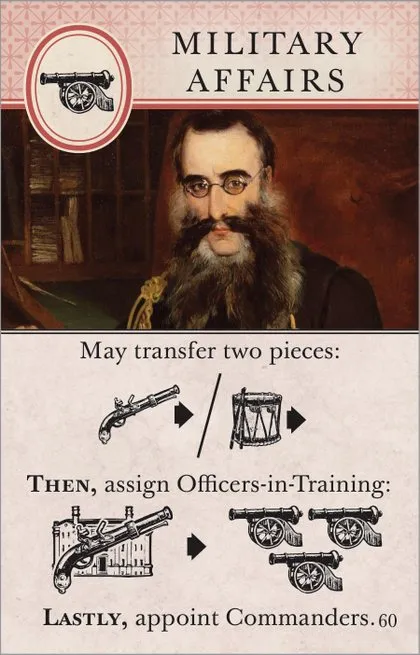 MILITARY
AFFAIRS
May transfer two pieces:
/
THEN, assign Officers-in-Training:
LASTLY, appoint Commanders. 60